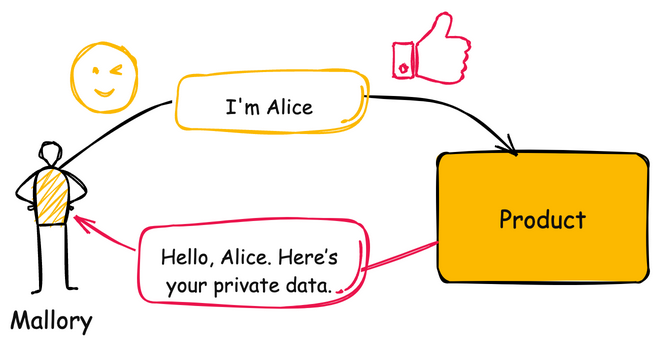 I'm Alice
Product
Hello, Alice. Here’s
your private data.
Mallory